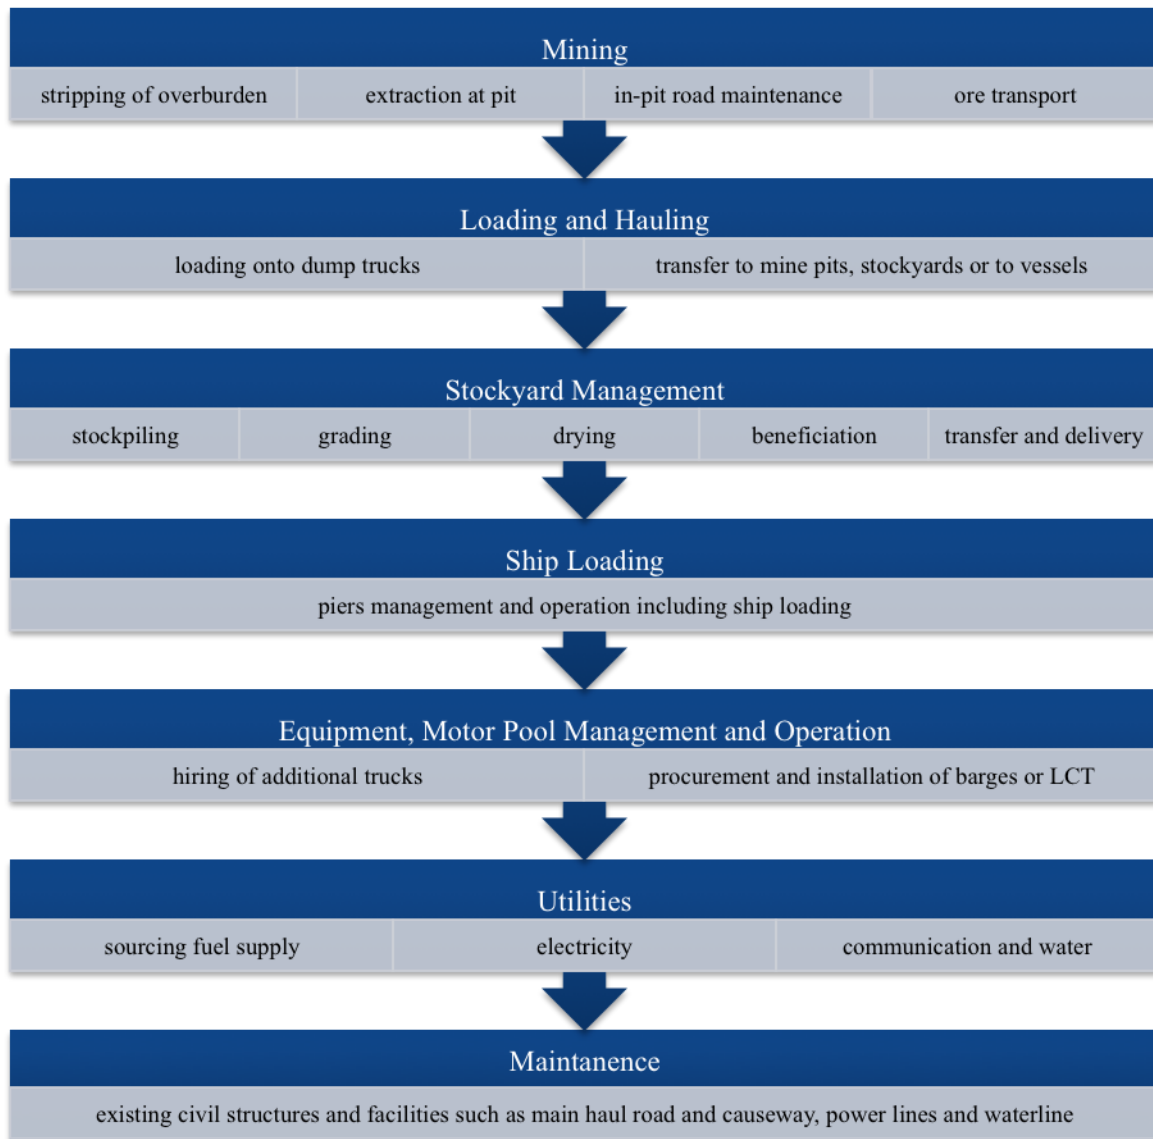 Mining
stripping of overburden
extraction at pit
in-pit road maintenance
ore transport
Loading and Hauling
loading onto dump trucks
transfer to mine pits, stockyards or to vessels
Stockyard Management
stockpiling
grading
drying
beneficiation
transfer and delivery
Ship Loading
piers management and operation including ship loading
Equipment, Motor Pool Management and Operation
hiring of additional trucks
procurement and installation of barges or LCT
Utilities
sourcing fuel supply
electricity
communication and water
Maintanence
existing civil structures and facilities such as main haul road and causeway, power lines and waterline